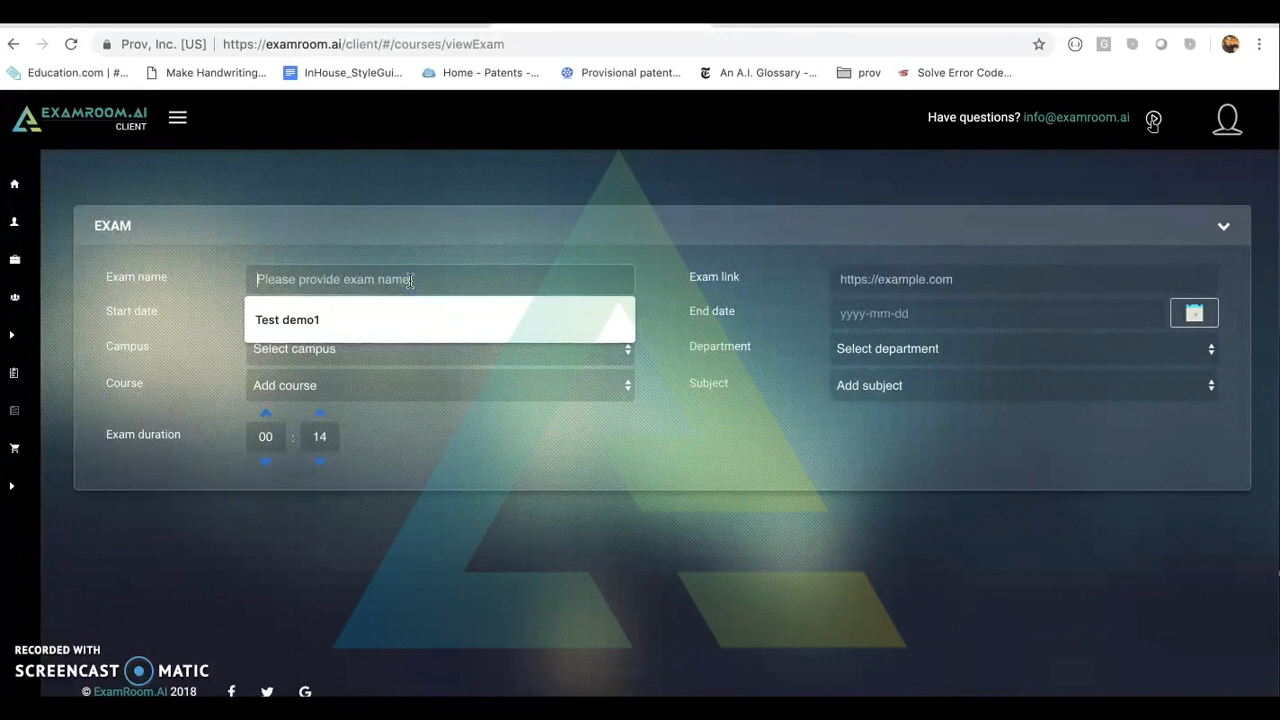 Prov, Inc. [US]
https://examroom.ai/client/#/courses/viewExam
Education.com | #...
Make Handwriting...
InHouse_StyleGui...
Home - Patents -...
Provisional patent...
An A.I. Glossary -...
prov
Solve Error Code...
EXAMROOM.AI
CLIENT
Have questions? info@examroom.ai
EXAM
Exam name
Please provide exam name
Exam link
https://example.com
Test demo1
Start date
End date
yyyy-mm-dd
Campus
Select campus
Department
Select department
Course
Add course
Subject
Add subject
Exam duration
00 : 14
RECORDED WITH
SCREENCAST MATIC
© ExamRoom.AI 2018